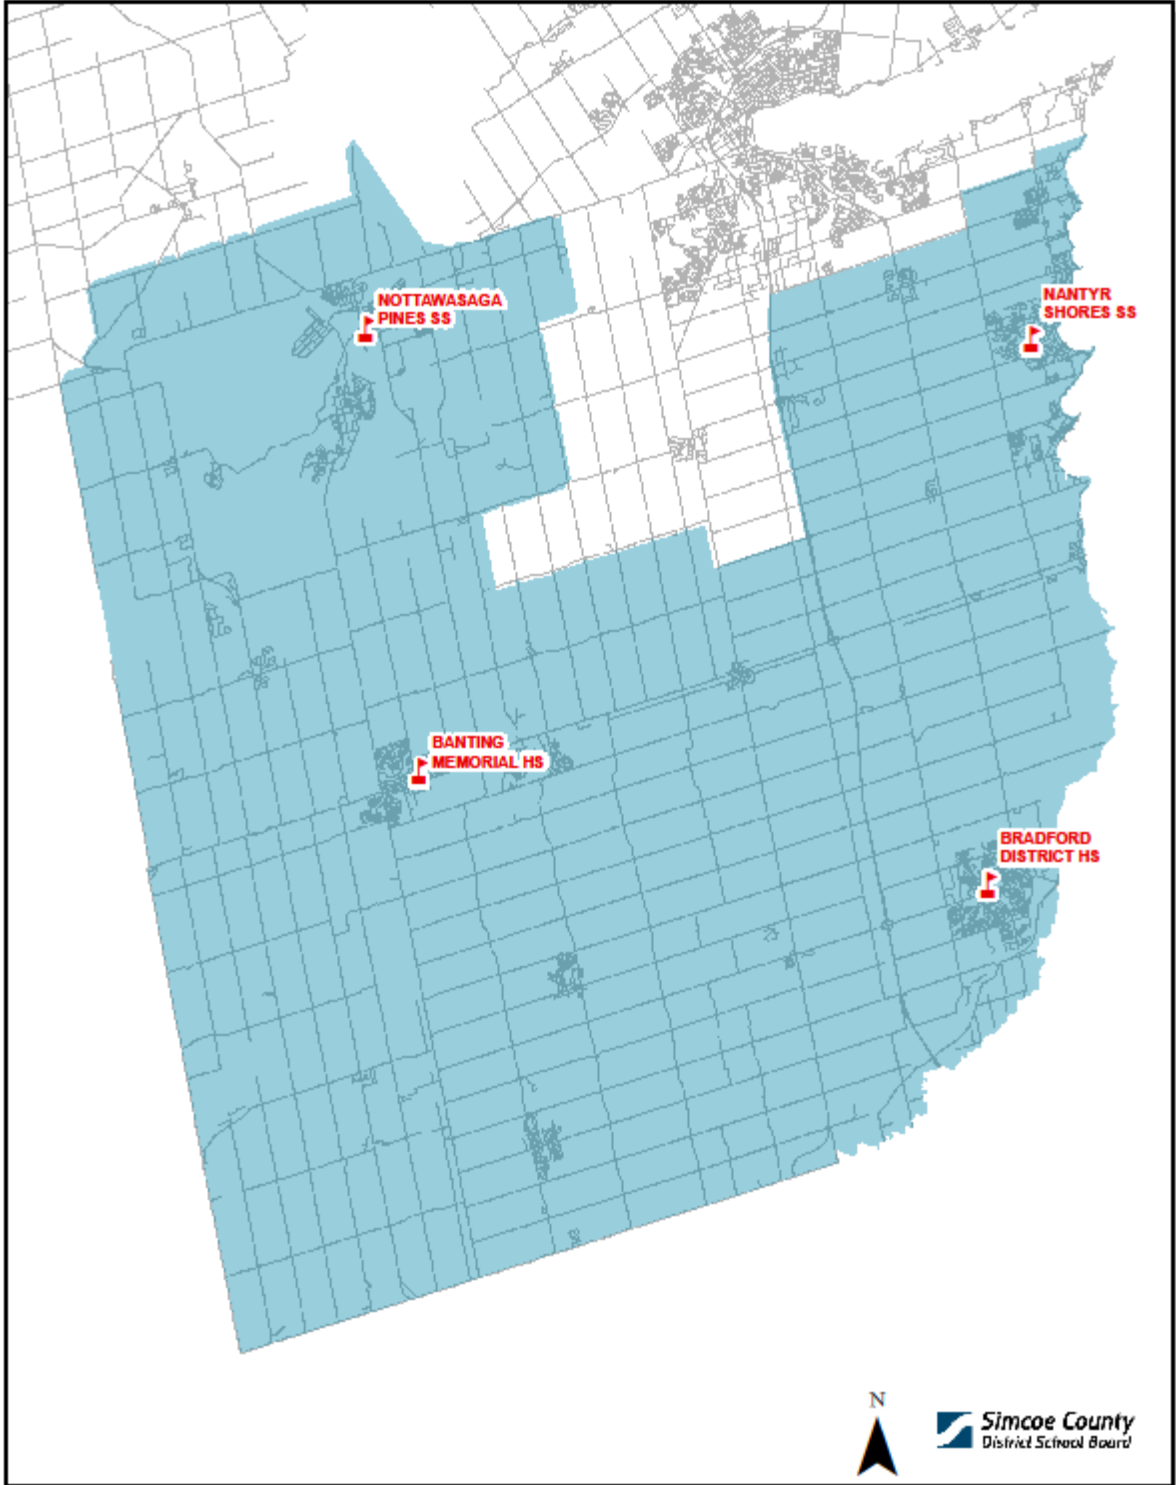 NOTTAWASAGA
PINES SS
NANTYR
SHORES SS
BANTING
MEMORIAL HS
BRADFORD
DISTRICT HS
N
Simcoe County
District School Board